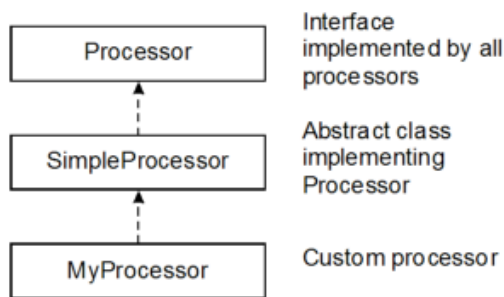 Processor
Interface
implemented by all
processors
SimpleProcessor
Abstract class
implementing
Processor
MyProcessor
Custom processor